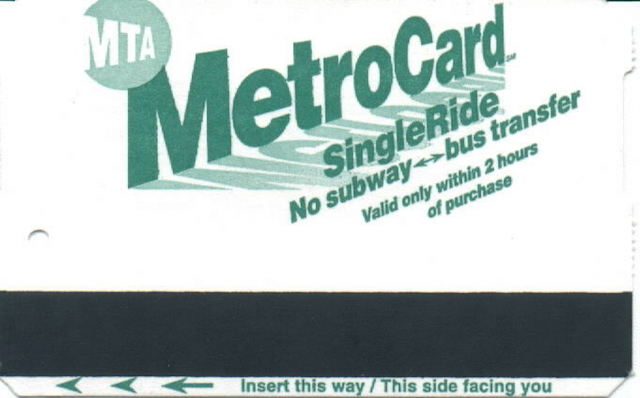 MTA
MetroCard
SingleRide
No subway↔bus transfer
Valid only within 2 hours
of purchase
Insert this way / This side facing you